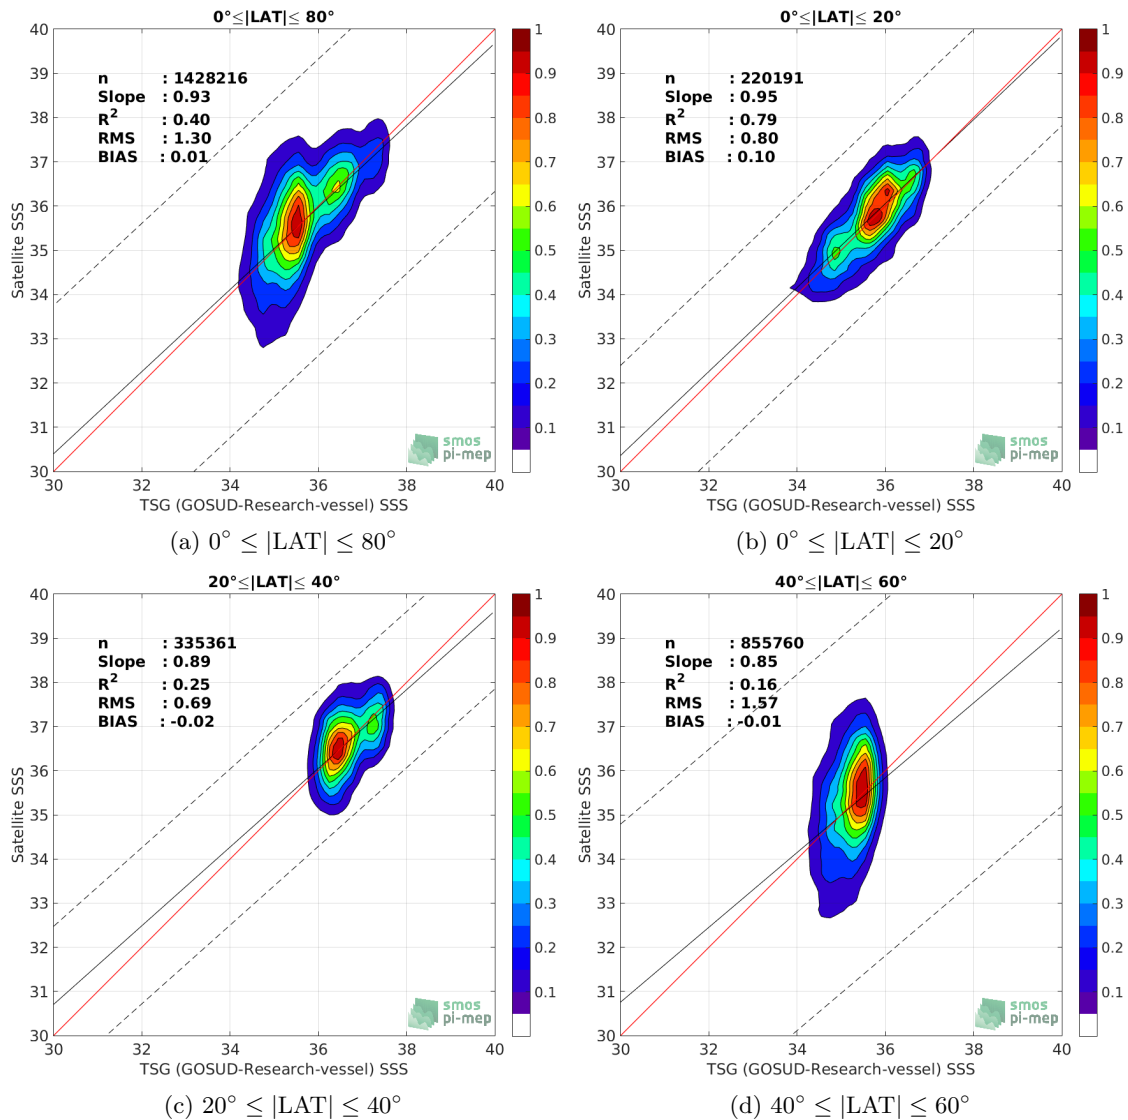 0°≤|LAT|≤ 80°
n : 1428216
Slope : 0.93
R² : 0.40
RMS : 1.30
BIAS : 0.01
40
39
38
37
36
35
34
33
32
31
30
30 32 34 36 38 40
Satellite SSS
TSG (GOSUD-Research-vessel) SSS
1
0.9
0.8
0.7
0.6
0.5
0.4
0.3
0.2
0.1
smos
pi-mep
(a) 0° ≤ |LAT| ≤ 80°
0°≤|LAT|≤ 20°
n : 220191
Slope : 0.95
R² : 0.79
RMS : 0.80
BIAS : 0.10
40
39
38
37
36
35
34
33
32
31
30
30 32 34 36 38 40
Satellite SSS
TSG (GOSUD-Research-vessel) SSS
1
0.9
0.8
0.7
0.6
0.5
0.4
0.3
0.2
0.1
smos
pi-mep
(b) 0° ≤ |LAT| ≤ 20°
20°≤|LAT|≤ 40°
n : 335361
Slope : 0.89
R² : 0.25
RMS : 0.69
BIAS : -0.02
40
39
38
37
36
35
34
33
32
31
30
30 32 34 36 38 40
Satellite SSS
TSG (GOSUD-Research-vessel) SSS
1
0.9
0.8
0.7
0.6
0.5
0.4
0.3
0.2
0.1
smos
pi-mep
(c) 20° ≤ |LAT| ≤ 40°
40°≤|LAT|≤ 60°
n : 855760
Slope : 0.85
R² : 0.16
RMS : 1.57
BIAS : -0.01
40
39
38
37
36
35
34
33
32
31
30
30 32 34 36 38 40
Satellite SSS
TSG (GOSUD-Research-vessel) SSS
1
0.9
0.8
0.7
0.6
0.5
0.4
0.3
0.2
0.1
smos
pi-mep
(d) 40° ≤ |LAT| ≤ 60°